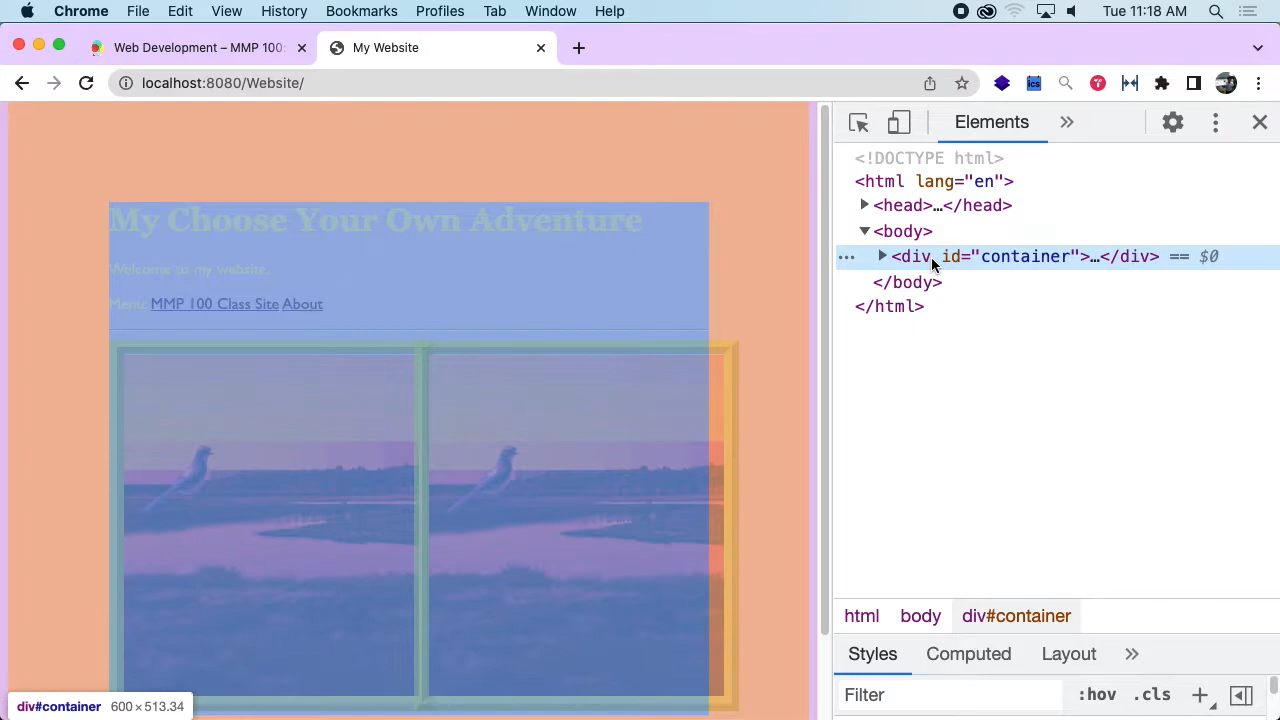 Chrome File Edit View History Bookmarks Profiles Tab Window Help Tue 11:18 AM
Web Development – MMP 100: My Website
localhost:8080/Website/
ics
Elements
<!DOCTYPE html>
<html lang="en">
<head>…</head>
<body>
<div id="container">…</div> == $0
</body>
</html>
My Choose Your Own Adventure
Welcome to my website.
Menu: MMP 100 Class Site About
html body div#container
Styles Computed Layout
Filter :hov .cls
div#container 600 × 513.34